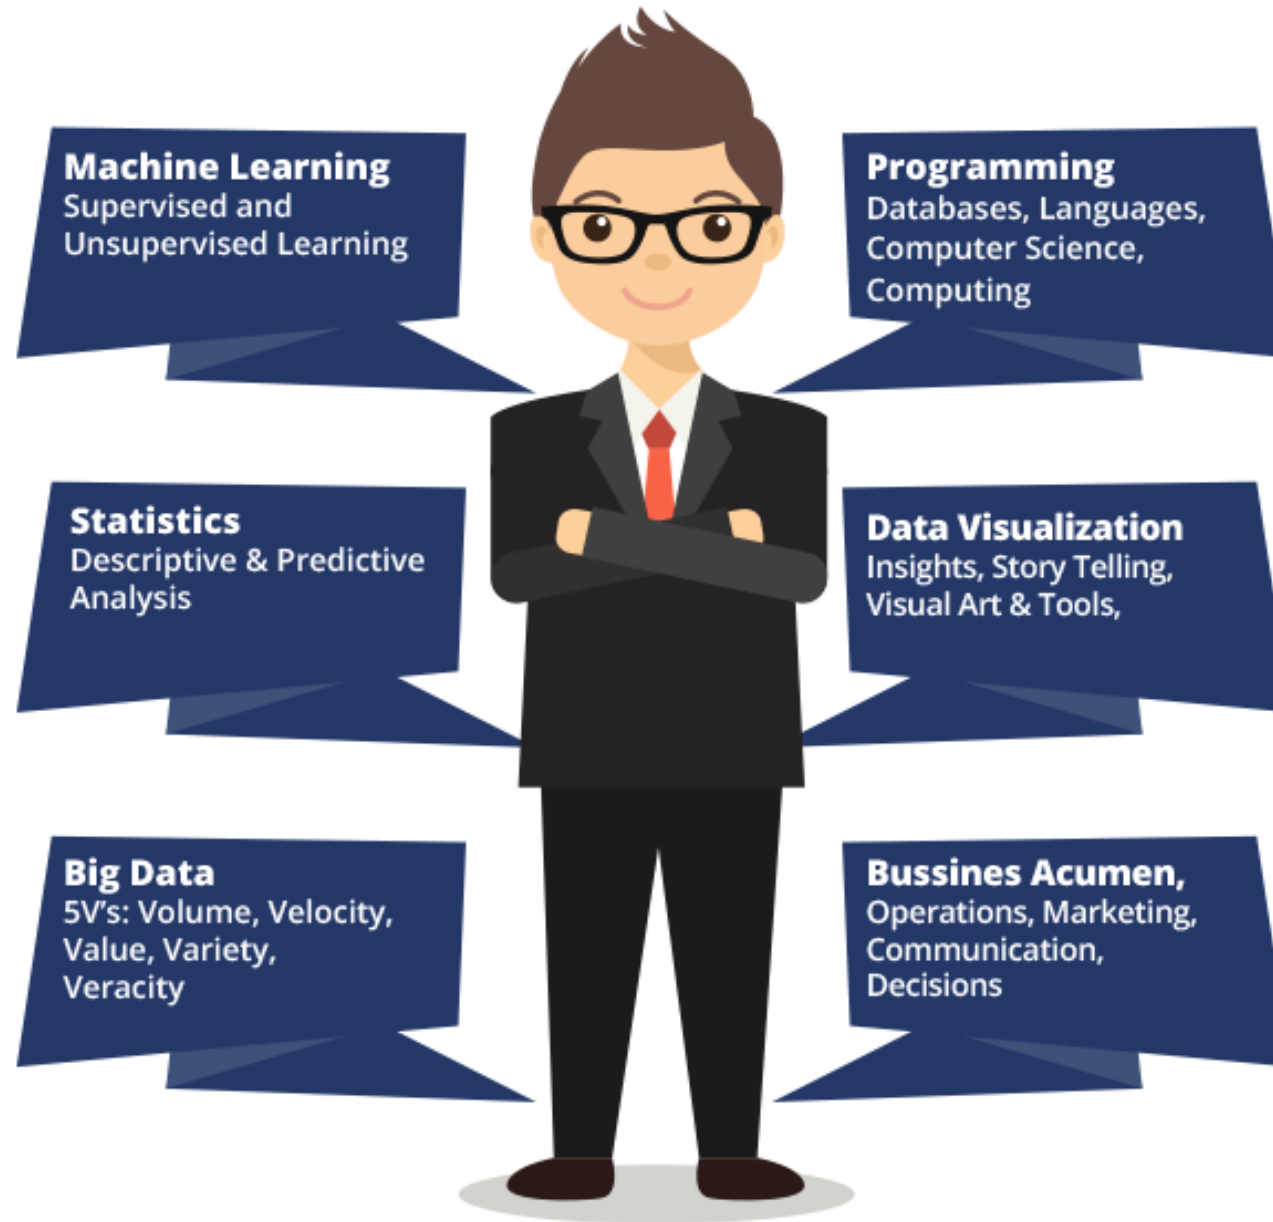 Machine Learning
Supervised and
Unsupervised Learning
Programming
Databases, Languages,
Computer Science,
Computing
Statistics
Descriptive & Predictive
Analysis
Data Visualization
Insights, Story Telling,
Visual Art & Tools,
Big Data
5V’s: Volume, Velocity,
Value, Variety,
Veracity
Bussines Acumen,
Operations, Marketing,
Communication,
Decisions